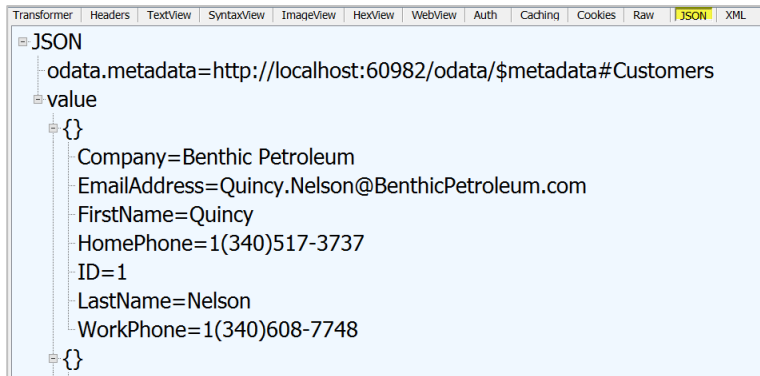 Transformer Headers TextView SyntaxView ImageView HexView WebView Auth Caching Cookies Raw JSON XML
JSON
odata.metadata=http://localhost:60982/odata/$metadata#Customers
value
{}
Company=Benthic Petroleum
EmailAddress=Quincy.Nelson@BenthicPetroleum.com
FirstName=Quincy
HomePhone=1(340)517-3737
ID=1
LastName=Nelson
WorkPhone=1(340)608-7748
{}